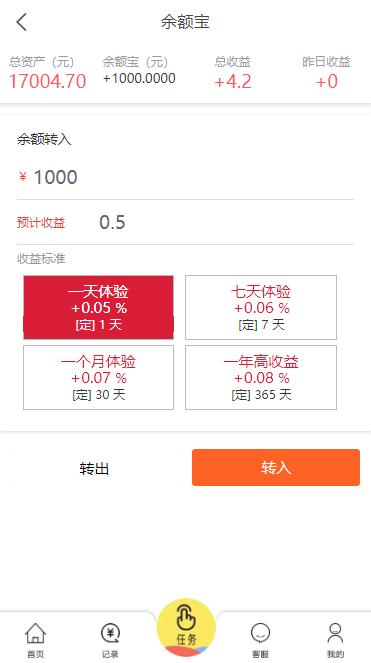 余额宝
总资产（元） 余额宝（元） 总收益 昨日收益
17004.70 +1000.0000 +4.2 +0
余额转入
￥ 1000
预计收益 0.5
收益标准
一天体验
+0.05 %
[定] 1 天
七天体验
+0.06 %
[定] 7 天
一个月体验
+0.07 %
[定] 30 天
一年高收益
+0.08 %
[定] 365 天
转出 转入
首页 记录 任务 客服 我的